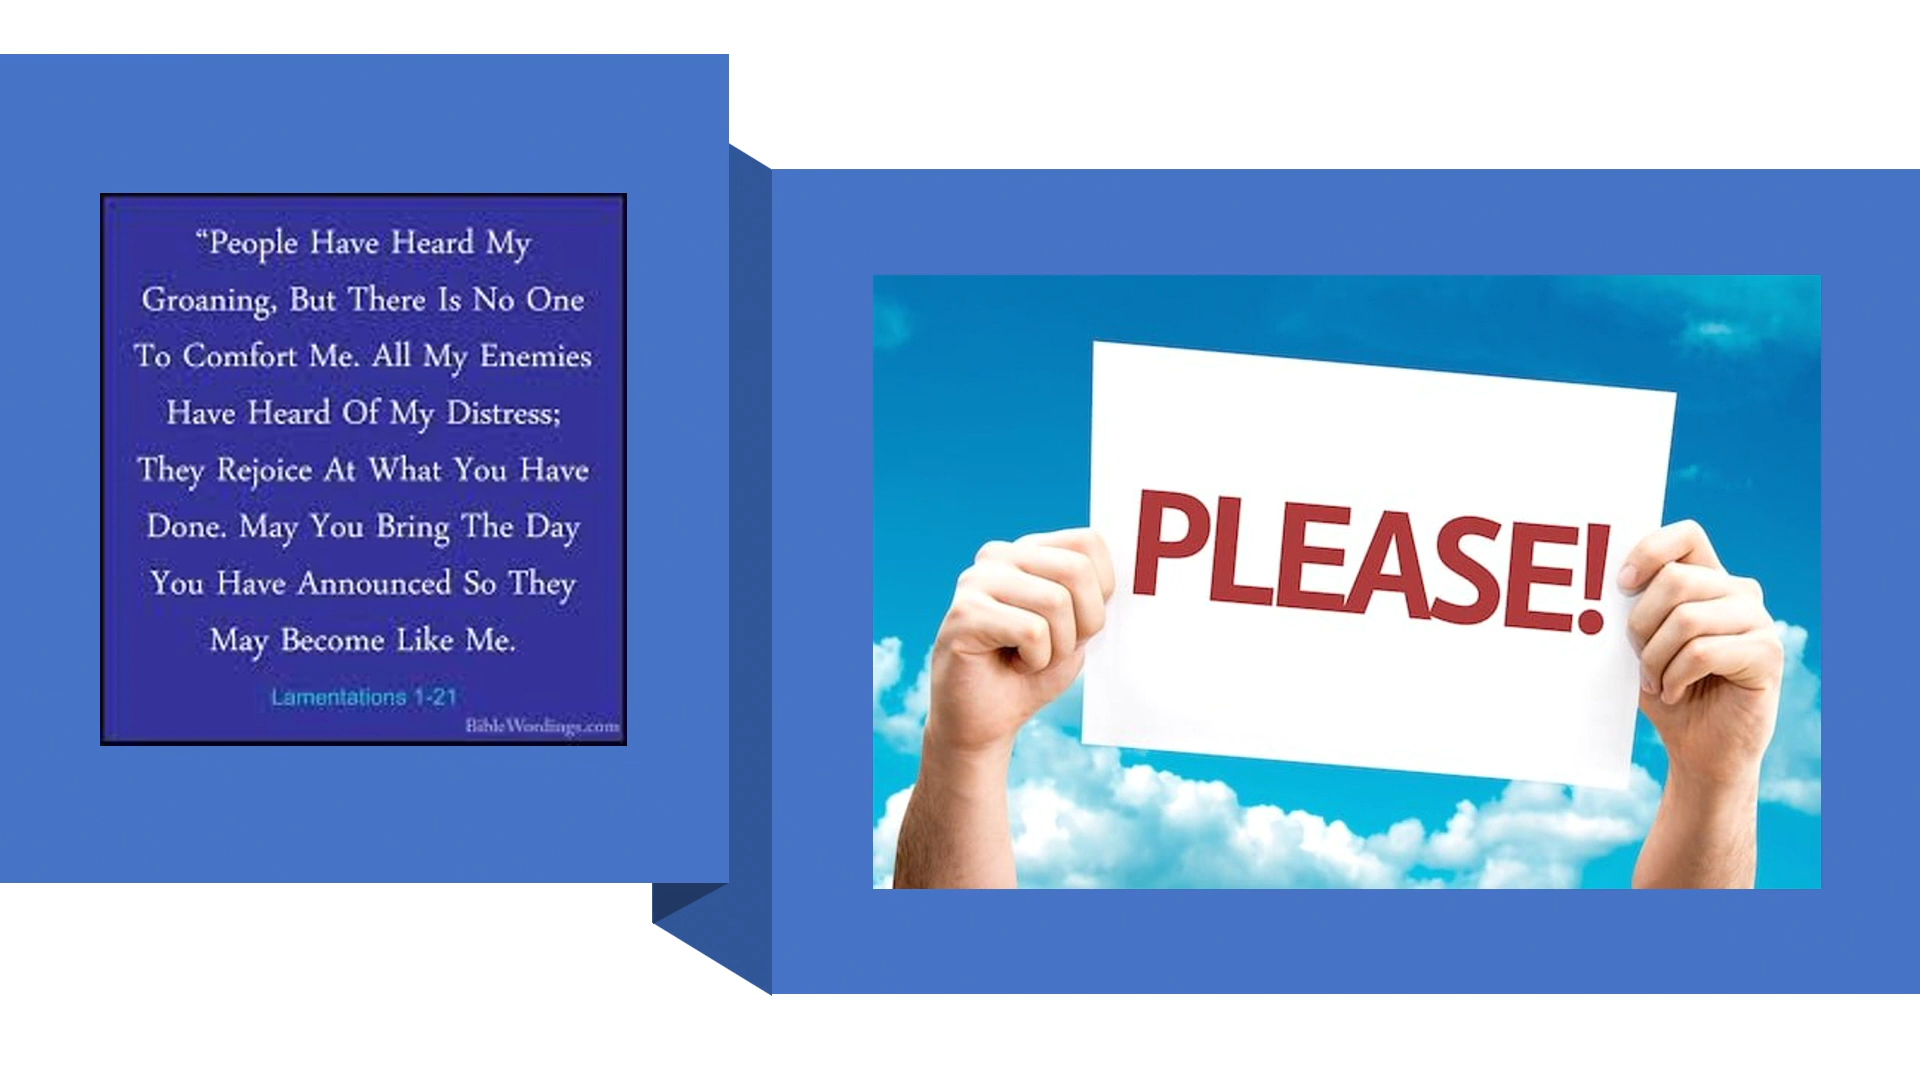 “People Have Heard My
Groaning, But There Is No One
To Comfort Me. All My Enemies
Have Heard Of My Distress;
They Rejoice At What You Have
Done. May You Bring The Day
You Have Announced So They
May Become Like Me.
Lamentations 1-21
BibleWordings.com
PLEASE!